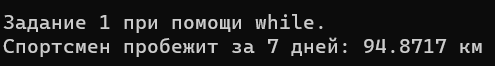 Задание 1 при помощи while.
Спортсмен пробежит за 7 дней: 94.8717 км